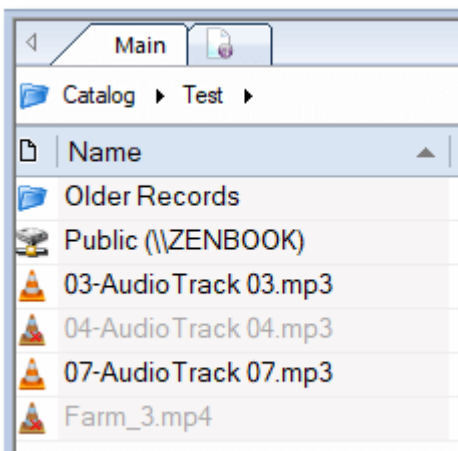 Main
Catalog Test
Name
Older Records
Public (\\ZENBOOK)
03-AudioTrack 03.mp3
04-AudioTrack 04.mp3
07-AudioTrack 07.mp3
Farm_3.mp4